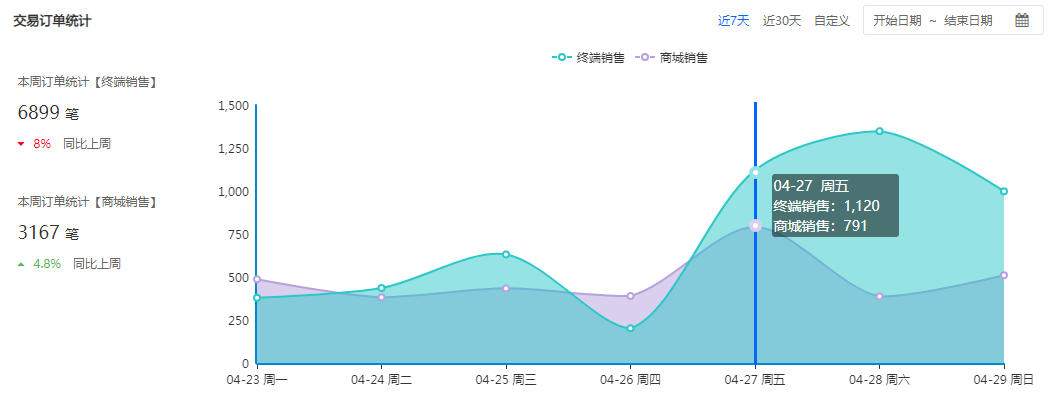 交易订单统计
近7天 近30天 自定义 开始日期 ~ 结束日期
终端销售 商城销售
本周订单统计【终端销售】
6899 笔
8% 同比上周
本周订单统计【商城销售】
3167 笔
4.8% 同比上周
1,500
1,250
1,000
750
500
250
0
04-27 周五
终端销售：1,120
商城销售：791
04-23 周一 04-24 周二 04-25 周三 04-26 周四 04-27 周五 04-28 周六 04-29 周日